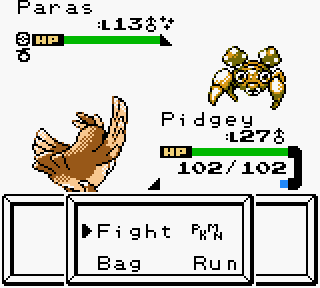 Paras
:L13♂
HP
Pidgey
:L27♂
HP
102/102
Fight PKMN
Bag Run